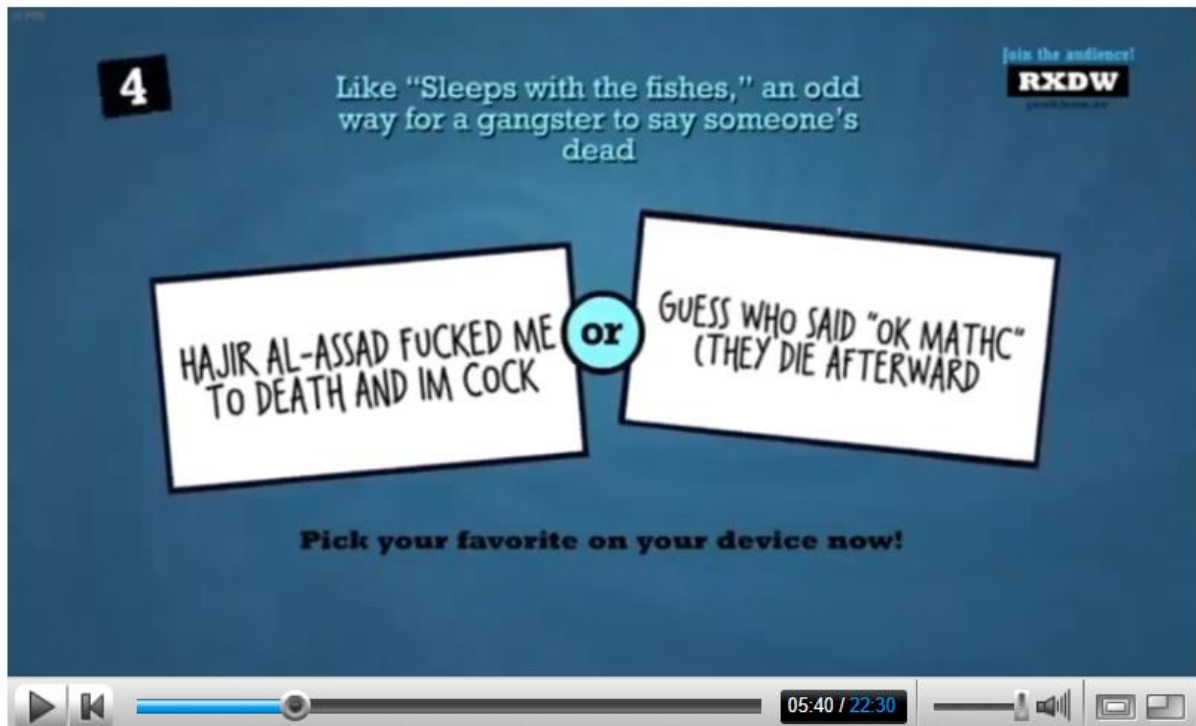 4
Like “Sleeps with the fishes,” an odd
way for a gangster to say someone’s
dead
Join the audience!
RXDW
HAJIR AL-ASSAD FUCKED ME
TO DEATH AND IM COCK
or
GUESS WHO SAID "OK MATHC"
(THEY DIE AFTERWARD
Pick your favorite on your device now!
05:40 / 22:30